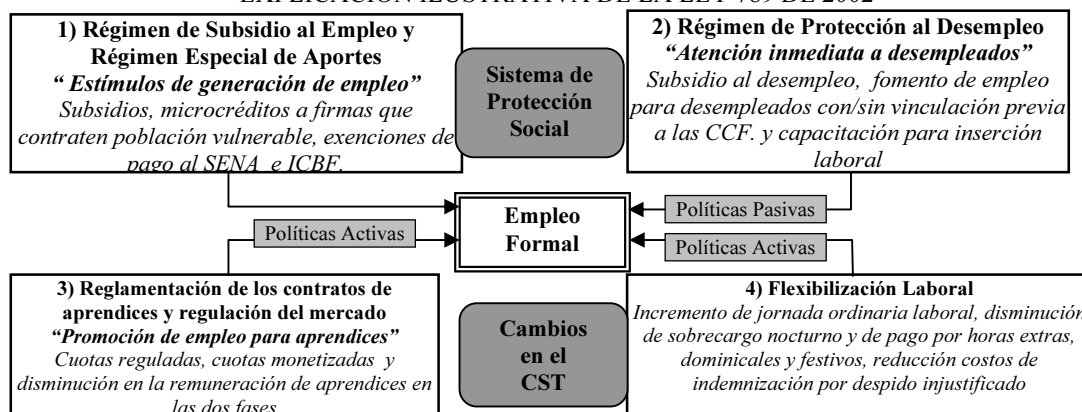 EXPLICACIÓN ILUSTRATIVA DE LA LEY 789 DE 2002
1) Régimen de Subsidio al Empleo y
Régimen Especial de Aportes
“ Estímulos de generación de empleo”
Subsidios, microcréditos a firmas que
contraten población vulnerable, exenciones de
pago al SENA e ICBF.
Sistema de
Protección
Social
2) Régimen de Protección al Desempleo
“Atención inmediata a desempleados”
Subsidio al desempleo, fomento de empleo
para desempleados con/sin vinculación previa
a las CCF. y capacitación para inserción
laboral
Empleo
Formal
Políticas Pasivas
Políticas Activas
Políticas Activas
3) Reglamentación de los contratos de
aprendices y regulación del mercado
“Promoción de empleo para aprendices”
Cuotas reguladas, cuotas monetizadas y
disminución en la remuneración de aprendices en
las dos fases
Cambios
en el
CST
4) Flexibilización Laboral
Incremento de jornada ordinaria laboral, disminución
de sobrecargo nocturno y de pago por horas extras,
dominicales y festivos, reducción costos de
indemnización por despido injustificado